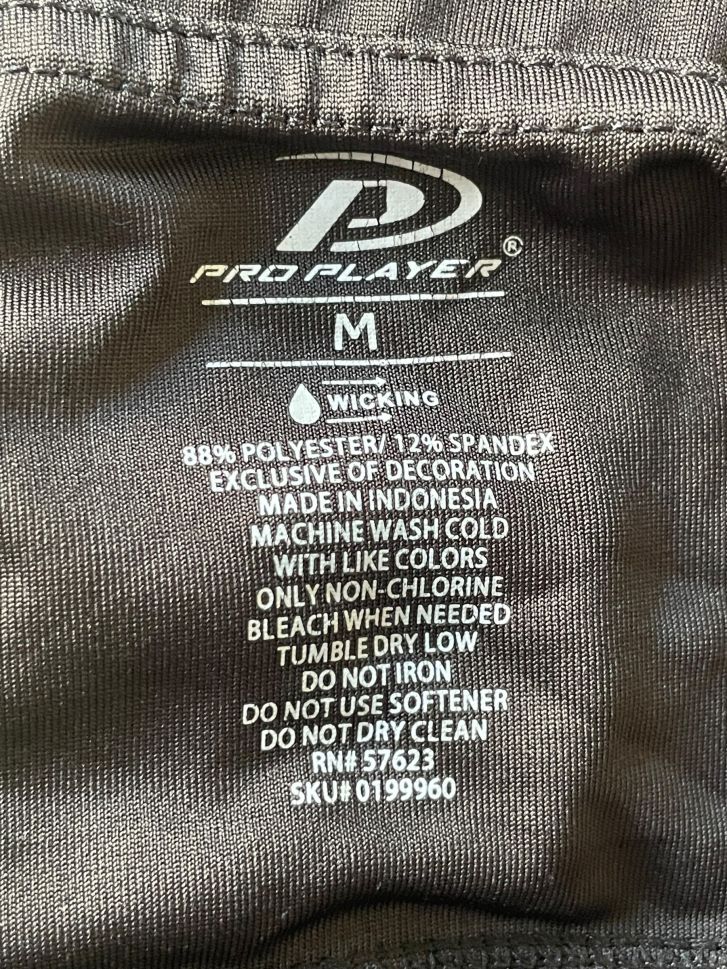 PRO PLAYER®
M
WICKING
88% POLYESTER/ 12% SPANDEX
EXCLUSIVE OF DECORATION
MADE IN INDONESIA
MACHINE WASH COLD
WITH LIKE COLORS
ONLY NON-CHLORINE
BLEACH WHEN NEEDED
TUMBLE DRY LOW
DO NOT IRON
DO NOT USE SOFTENER
DO NOT DRY CLEAN
RN# 57623
SKU# 0199960